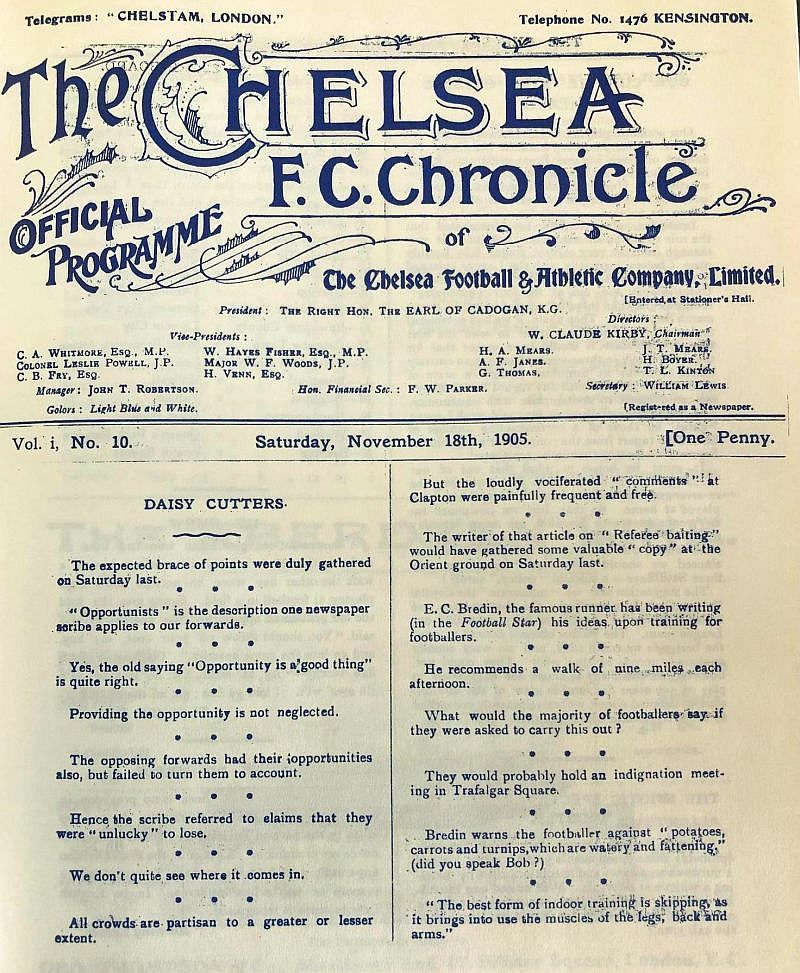 Telegrams: "CHELSTAM, LONDON."
Telephone No. 1476 KENSINGTON.
The CHELSEA
F.C. Chronicle
OFFICIAL
PROGRAMME
of
The Chelsea Football & Athletic Company, Limited.
[Entered at Stationer's Hall.
President: THE RIGHT HON. THE EARL OF CADOGAN, K.G.
Directors:
Vice-Presidents:
W. CLAUDE KIRBY, Chairman
C. A. WHITMORE, ESQ., M.P.
W. HAYES FISHER, ESQ., M.P.
H. A. MEARS.
J. T. MEARS.
COLONEL LESLIE POWELL, J.P.
MAJOR W. F. WOODS, J.P.
A. F. JANES.
H. BOYER.
C. B. FRY, ESQ.
H. VENN, ESQ.
G. THOMAS,
T. L. KINTON
Manager: JOHN T. ROBERTSON.
Hon. Financial Sec.: F. W. PARKER.
Secretary: WILLIAM LEWIS
Colors: Light Blue and White.
[Registered as a Newspaper.
Vol. i, No. 10.
Saturday, November 18th, 1905.
[One Penny.
DAISY CUTTERS.
The expected brace of points were duly gathered
on Saturday last.
"Opportunists" is the description one newspaper
scribe applies to our forwards.
Yes, the old saying "Opportunity is a good thing"
is quite right.
Providing the opportunity is not neglected.
The opposing forwards had their opportunities
also, but failed to turn them to account.
Hence the scribe referred to claims that they
were "unlucky" to lose.
We don't quite see where it comes in.
All crowds are partisan to a greater or lesser
extent.
But the loudly vociferated "comments" at
Clapton were painfully frequent and free.
The writer of that article on "Referee baiting"
would have gathered some valuable "copy" at the
Orient ground on Saturday last.
E. C. Bredin, the famous runner has been writing
(in the Football Star) his ideas upon training for
footballers.
He recommends a walk of nine miles each
afternoon.
What would the majority of footballers say if
they were asked to carry this out?
They would probably hold an indignation meet-
ing in Trafalgar Square.
Bredin warns the footballer against "potatoes,
carrots and turnips, which are watery and fattening,"
(did you speak Bob?)
"The best form of indoor training is skipping, as
it brings into use the muscles of the legs, back and
arms."